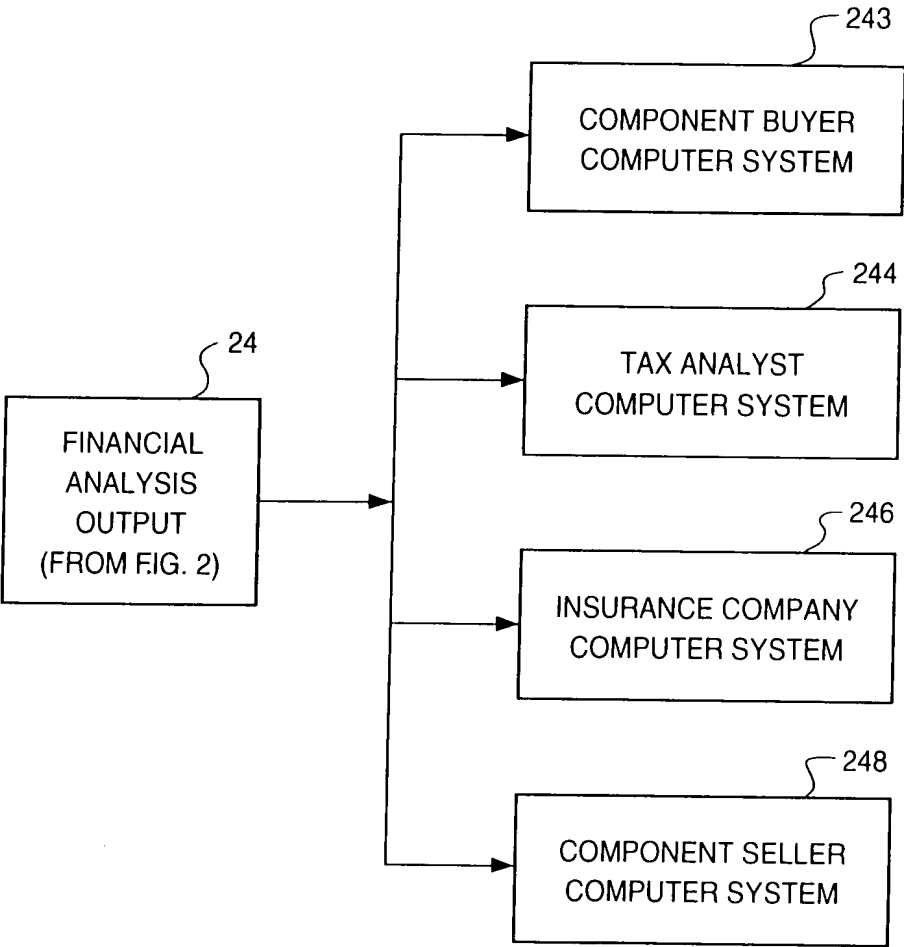 243
COMPONENT BUYER
COMPUTER SYSTEM
244
TAX ANALYST
COMPUTER SYSTEM
24
FINANCIAL
ANALYSIS
OUTPUT
(FROM FIG. 2)
246
INSURANCE COMPANY
COMPUTER SYSTEM
248
COMPONENT SELLER
COMPUTER SYSTEM